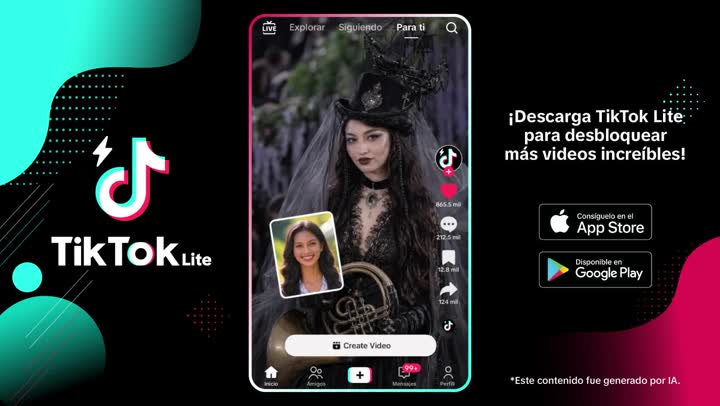 TikTok Lite
LIVE
Explorar
Siguiendo
Para ti
865.5 mil
212.5 mil
12.8 mil
124 mil
Create Video
Inicio
Amigos
99+
Mensajes
Perfil
¡Descarga TikTok Lite
para desbloquear
más videos increíbles!
Consíguelo en el
App Store
Disponible en
Google Play
*Este contenido fue generado por IA.